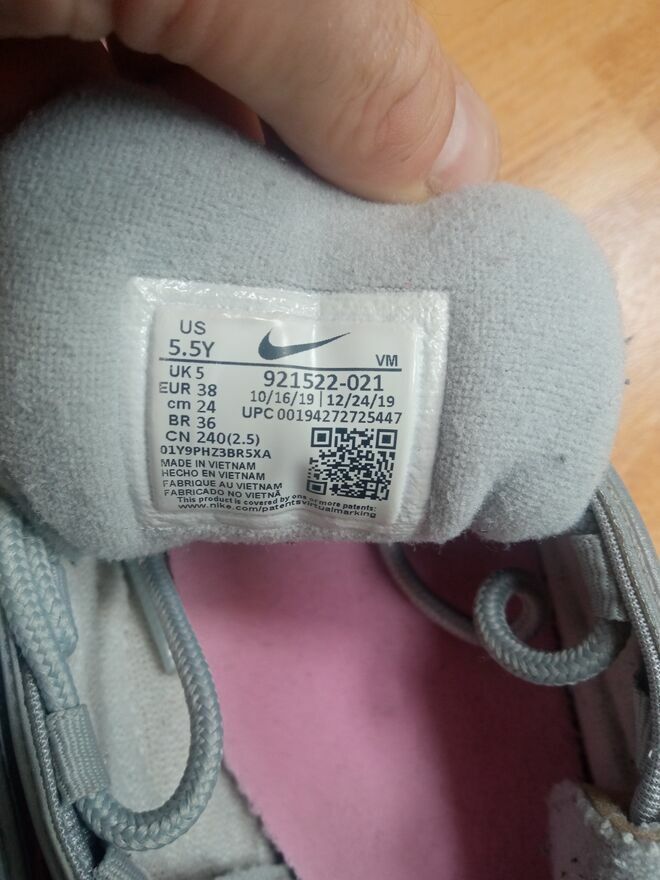 US
5.5Y
VM
UK 5
EUR 38
cm 24
BR 36
CN 240(2.5)
921522-021
10/16/19 | 12/24/19
UPC 00194272725447
01Y9PHZ3BR5XA
MADE IN VIETNAM
HECHO EN VIETNAM
FABRIQUE AU VIETNAM
FABRICADO NO VIETNÃ
This product is covered by one or more patents:
www.nike.com/patentsvirtualmarking